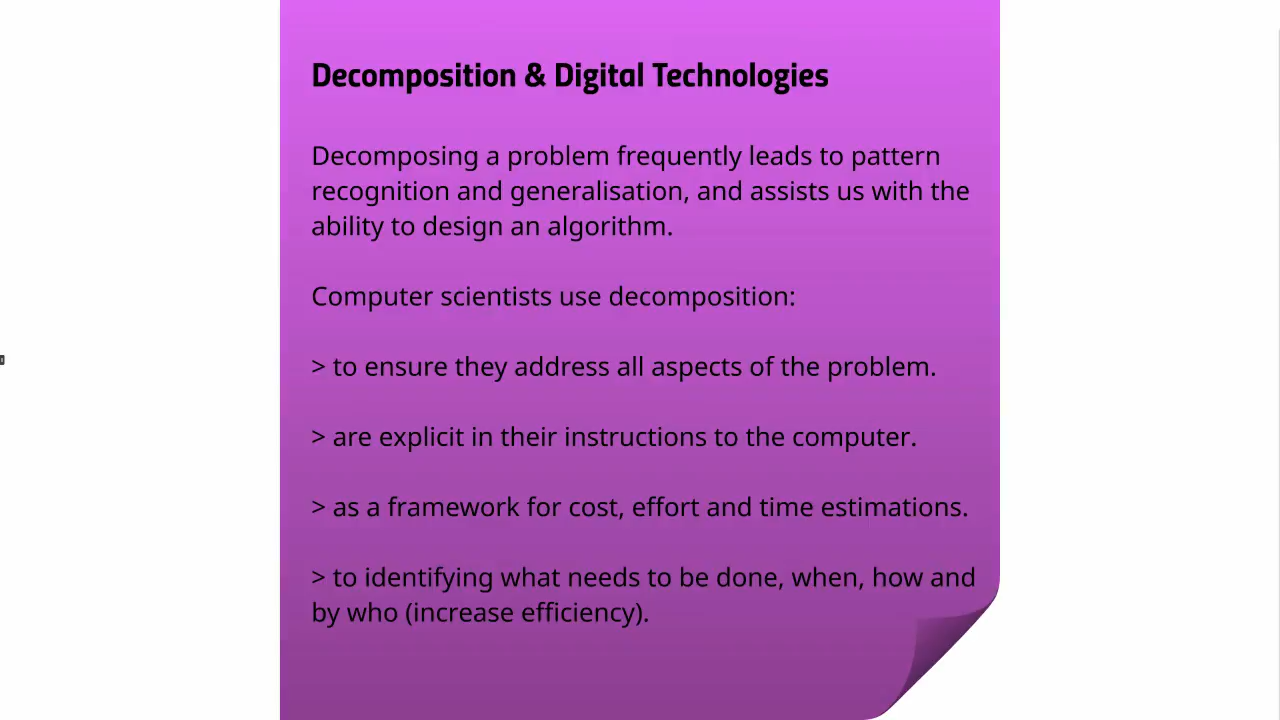 Decomposition & Digital Technologies
Decomposing a problem frequently leads to pattern
recognition and generalisation, and assists us with the
ability to design an algorithm.
Computer scientists use decomposition:
> to ensure they address all aspects of the problem.
> are explicit in their instructions to the computer.
> as a framework for cost, effort and time estimations.
> to identifying what needs to be done, when, how and
by who (increase efficiency).